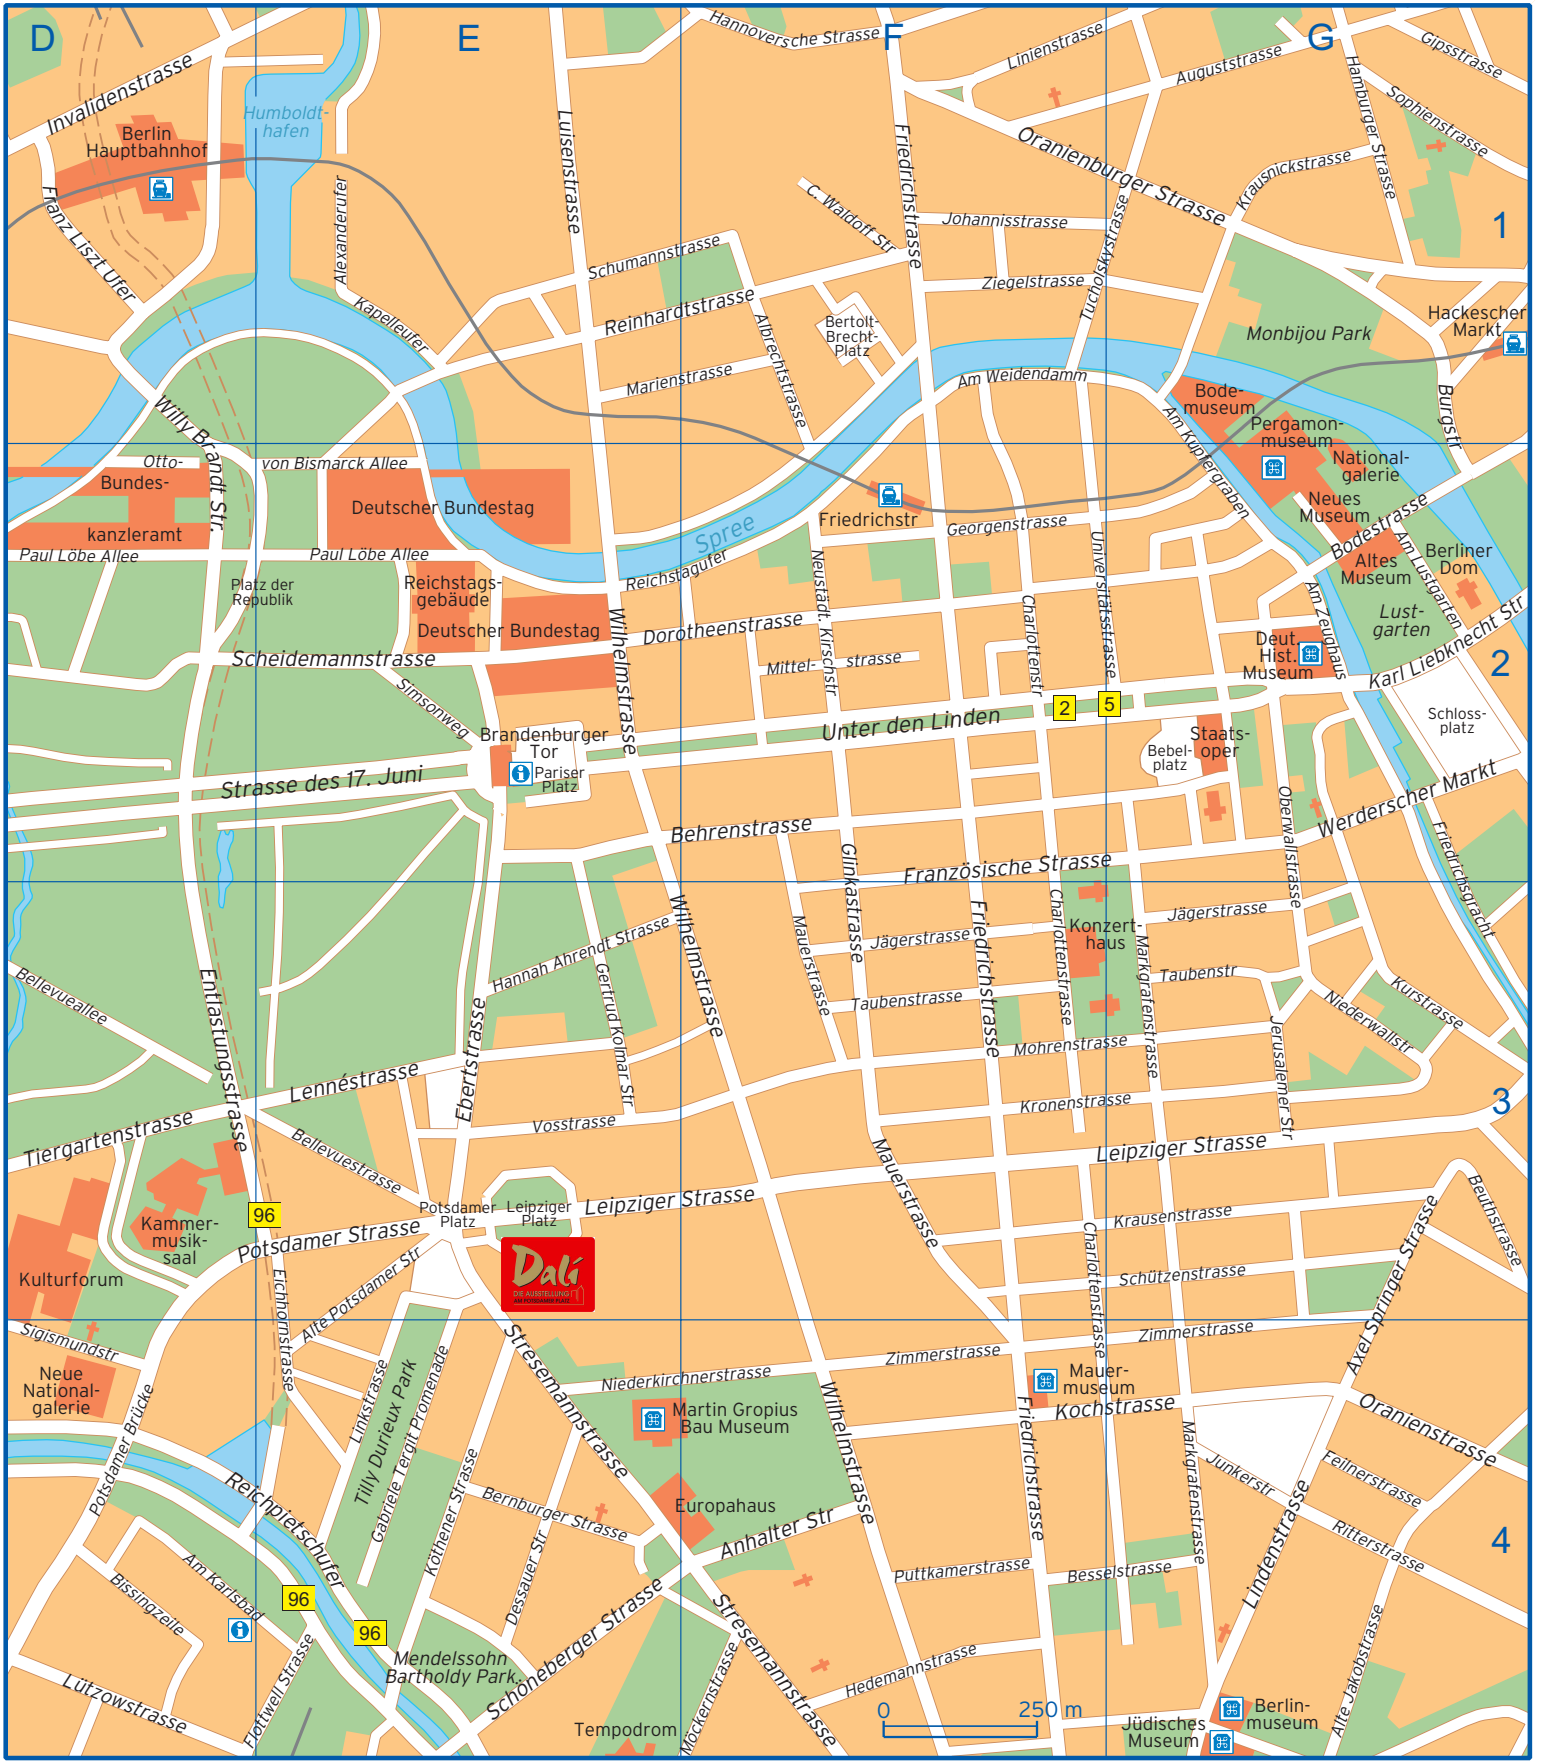 D
E
F
G
Hannoversche Strasse
Linienstrasse
Auguststrasse
Gipsstrasse
Hamburger Strasse
Sophienstrasse
Invalidenstrasse
Humboldt-
hafen
Berlin
Hauptbahnhof
Luisenstrasse
Friedrichstrasse
Oranienburger Strasse
Krausnickstrasse
C. Waldoff Str
Johannisstrasse
Tucholskystrasse
1
Franz Liszt Ufer
Alexanderufer
Schumannstrasse
Ziegelstrasse
Kapelleufer
Reinhardtstrasse
Albrechtstrasse
Bertolt-
Brecht-
Platz
Monbijou Park
Hackescher
Markt
Marienstrasse
Am Weidendamm
Bode-
museum
Burgstr
Willy Brandt Str.
Am Kupfergraben
Pergamon-
museum
Otto-
von Bismarck Allee
National-
galerie
Bundes-
kanzleramt
Deutscher Bundestag
Friedrichstr
Neues
Museum
Georgenstrasse
Spree
Bodestrasse
Paul Löbe Allee
Paul Löbe Allee
Reichstagufer
Neustädt. Kirschstr
Universitätsstrasse
Altes
Museum
Am Lustgarten
Berliner
Dom
Platz der
Republik
Reichstags-
gebäude
Deutscher Bundestag
Wilhelmstrasse
Dorotheenstrasse
Charlottenstr
Am Zeughaus
Lust-
garten
Karl Liebknecht Str
Deut.
Hist.
Museum
2
Scheidemannstrasse
Mittel-
strasse
Simsonweg
2
5
Unter den Linden
Schloss-
platz
Brandenburger
Tor
Pariser
Platz
Staats-
oper
Bebel-
platz
Strasse des 17. Juni
Behrenstrasse
Glinkastrasse
Oberwallstrasse
Werderscher Markt
Friedrichsgracht
Französische Strasse
Wilhelmstrasse
Mauerstrasse
Friedrichstrasse
Charlottenstrasse
Konzert-
haus
Markgrafenstrasse
Jägerstrasse
Jägerstrasse
Hannah Ahrendt Strasse
Gertrud Kolmar Str
Bellevueallee
Entlastungsstrasse
Ebertstrasse
Taubenstrasse
Taubenstr
Niederwallstr
Kurstrasse
Jerusalemer Str
Mohrenstrasse
Lennéstrasse
Kronenstrasse
3
Vosstrasse
Tiergartenstrasse
Bellevuestrasse
Leipziger Strasse
Mauerstrasse
Leipziger Strasse
Beuthstrasse
Potsdamer
Platz
Leipziger
Platz
96
Kammer-
musik-
saal
Potsdamer Strasse
Krausenstrasse
Axel Springer Strasse
Charlottenstrasse
Kulturforum
Dalí
DIE AUSSTELLUNG
AM POTSDAMER PLATZ
Schützenstrasse
Eichhornstrasse
Alte Potsdamer Str
Sigismundstr
Stresemannstrasse
Zimmerstrasse
Zimmerstrasse
Neue
National-
galerie
Linkstrasse
Tilly Durieux Park
Gabriele Tergit Promenade
Niederkirchnerstrasse
Wilhelmstrasse
Mauer-
museum
Kochstrasse
Friedrichstrasse
Oranienstrasse
Martin Gropius
Bau Museum
Potsdamer Brücke
Markgrafenstrasse
Junkerstr
Feilnerstrasse
Reichpietschufer
Köthener Strasse
Bernburger Strasse
Europahaus
Anhalter Str
Lindenstrasse
Ritterstrasse
4
Am Karlsbad
Bissingzeile
Dessauer Str
Puttkamerstrasse
Besselstrasse
96
96
Stresemannstrasse
Schöneberger Strasse
Flottwell Strasse
Mendelssohn
Bartholdy Park
Möckernstrasse
Hedemannstrasse
Alte Jakobstrasse
Lützowstrasse
0
250 m
Tempodrom
Jüdisches
Museum
Berlin-
museum